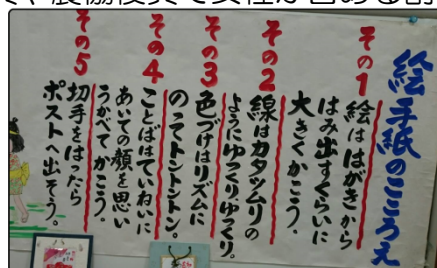 絵手紙のこころえ
その1
絵ははがきから
はみ出すくらいに
大きくかこう。
その2
線はカタツムリの
ようにゆっくりゆっくり。
その3
色づけはリズムに
のってトントントン。
その4
ことばはていねいに
あいての顔を思い
うかべてかこう。
その5
切手をはったら
ポストへ出そう。